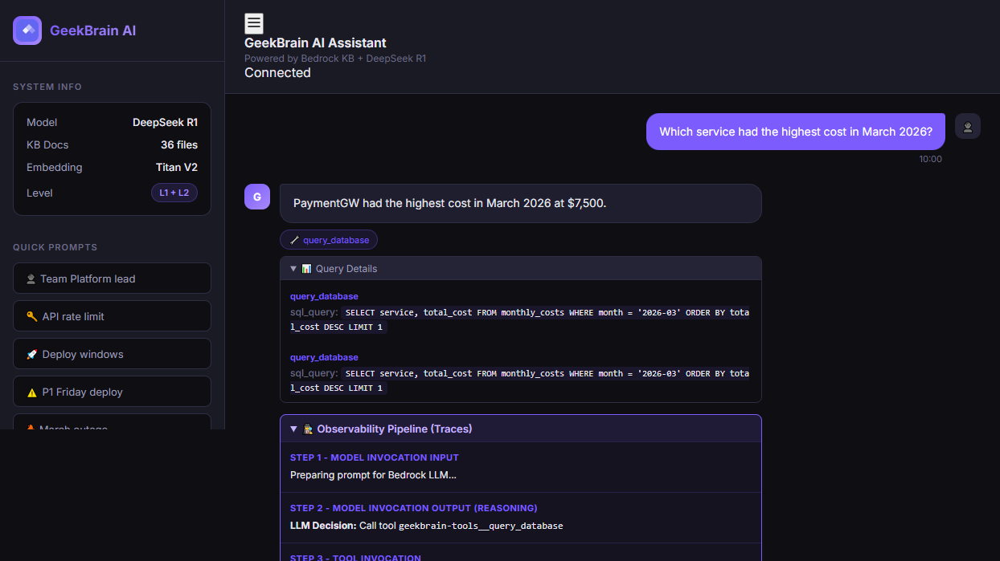 GeekBrain AI
SYSTEM INFO
Model DeepSeek R1
KB Docs 36 files
Embedding Titan V2
Level L1 + L2
QUICK PROMPTS
Team Platform lead
API rate limit
Deploy windows
P1 Friday deploy
March outage
GeekBrain AI Assistant
Powered by Bedrock KB + DeepSeek R1
Connected
Which service had the highest cost in March 2026?
10:00
G
PaymentGW had the highest cost in March 2026 at $7,500.
query_database
Query Details
query_database
sql_query: SELECT service, total_cost FROM monthly_costs WHERE month = '2026-03' ORDER BY tota
l_cost DESC LIMIT 1
query_database
sql_query: SELECT service, total_cost FROM monthly_costs WHERE month = '2026-03' ORDER BY tota
l_cost DESC LIMIT 1
Observability Pipeline (Traces)
STEP 1 - MODEL INVOCATION INPUT
Preparing prompt for Bedrock LLM...
STEP 2 - MODEL INVOCATION OUTPUT (REASONING)
LLM Decision: Call tool geekbrain-tools__query_database
STEP 3 - TOOL INVOCATION